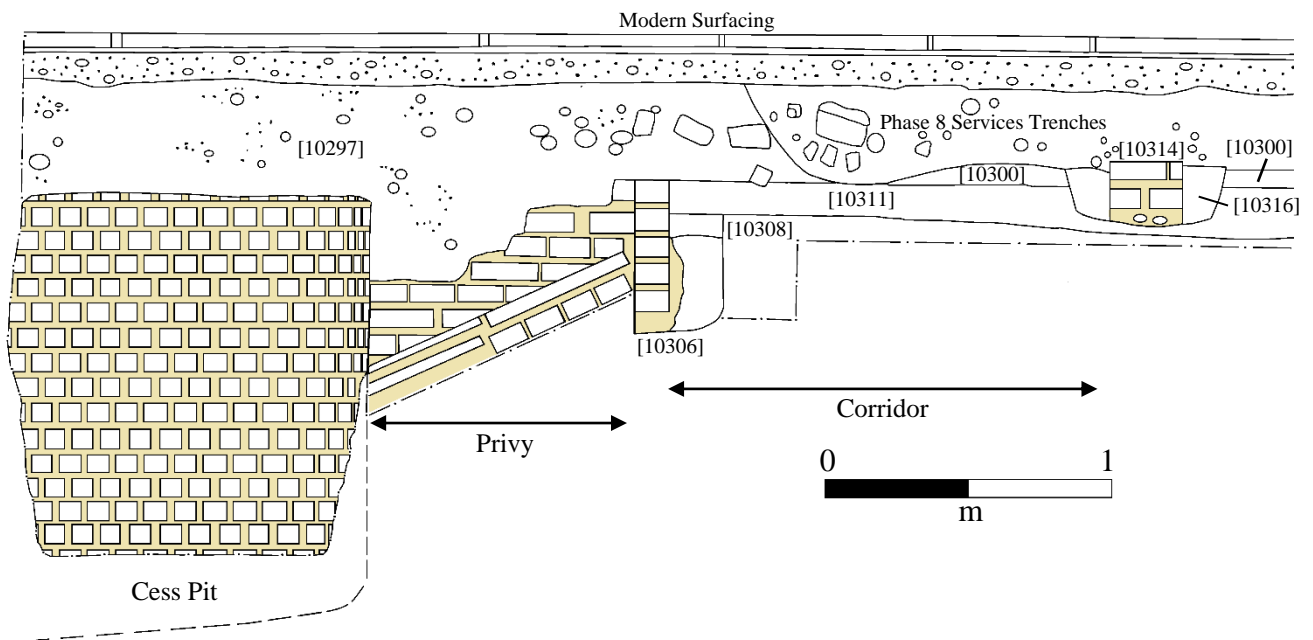 Modern Surfacing
Phase 8 Services Trenches
[10297]
[10314]
[10300]
[10300]
[10311]
[10316]
[10308]
[10306]
Corridor
Privy
0 1
m
Cess Pit